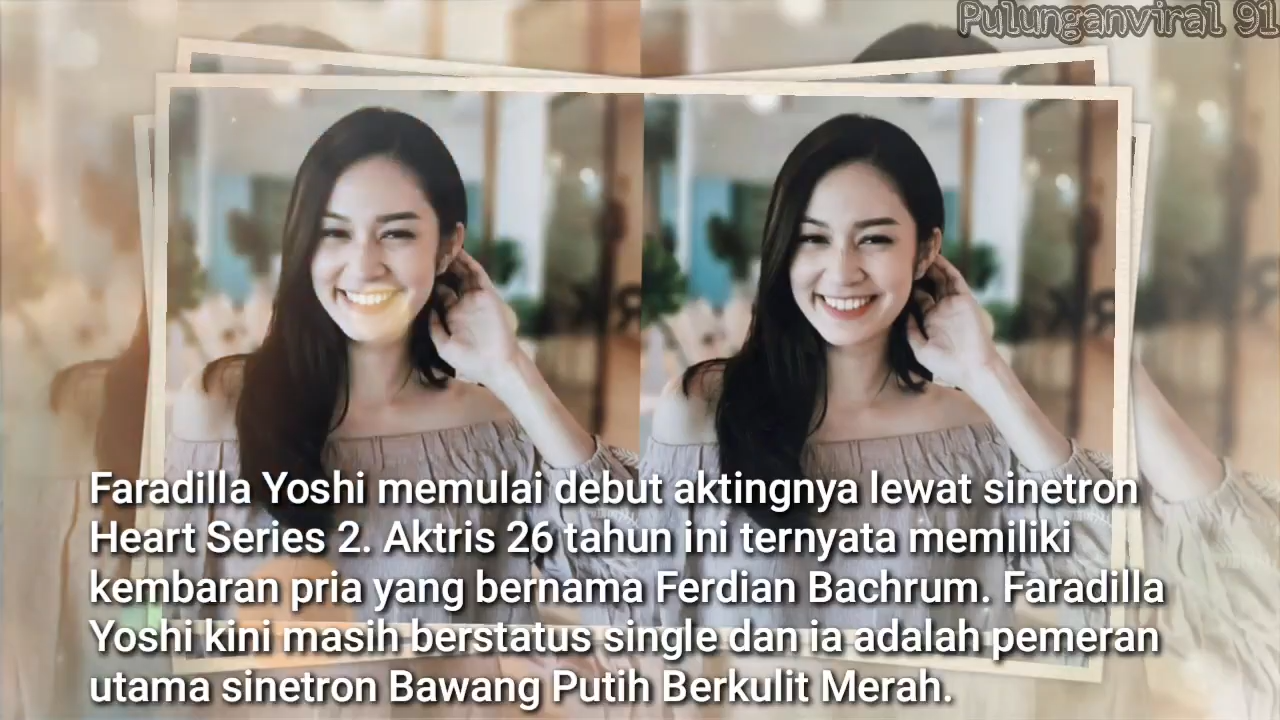 Pulunganviral 91
Faradilla Yoshi memulai debut aktingnya lewat sinetron
Heart Series 2. Aktris 26 tahun ini ternyata memiliki
kembaran pria yang bernama Ferdian Bachrum. Faradilla
Yoshi kini masih berstatus single dan ia adalah pemeran
utama sinetron Bawang Putih Berkulit Merah.